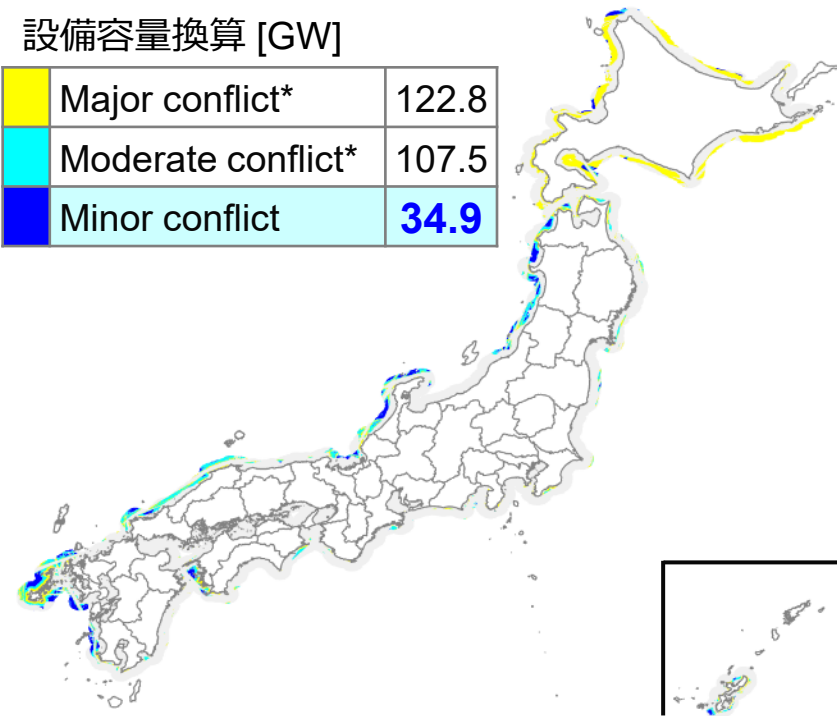 設備容量換算 [GW]
Major conflict* 122.8
Moderate conflict* 107.5
Minor conflict 34.9